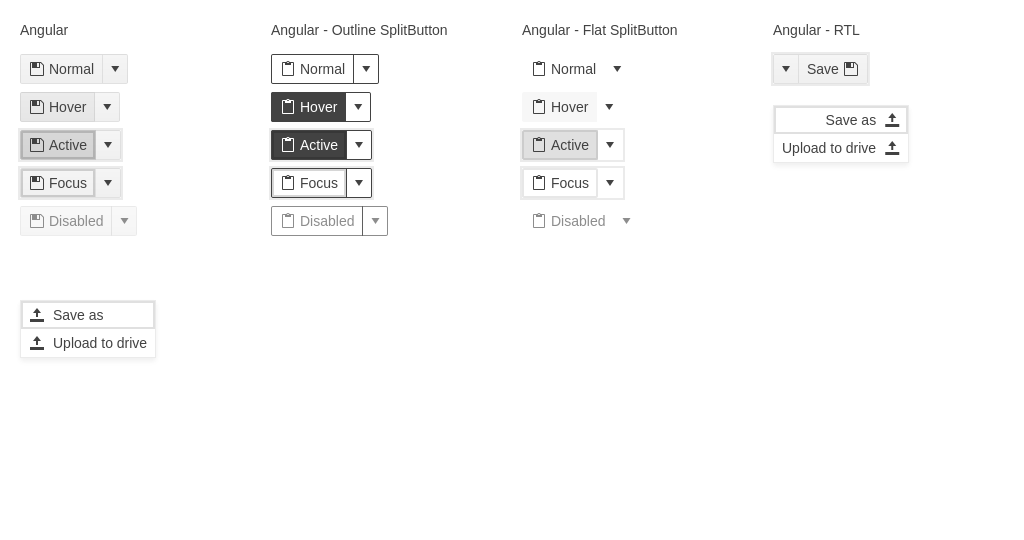 Angular
Normal
Hover
Active
Focus
Disabled
Save as
Upload to drive
Angular - Outline SplitButton
Normal
Hover
Active
Focus
Disabled
Angular - Flat SplitButton
Normal
Hover
Active
Focus
Disabled
Angular - RTL
Save
Save as
Upload to drive